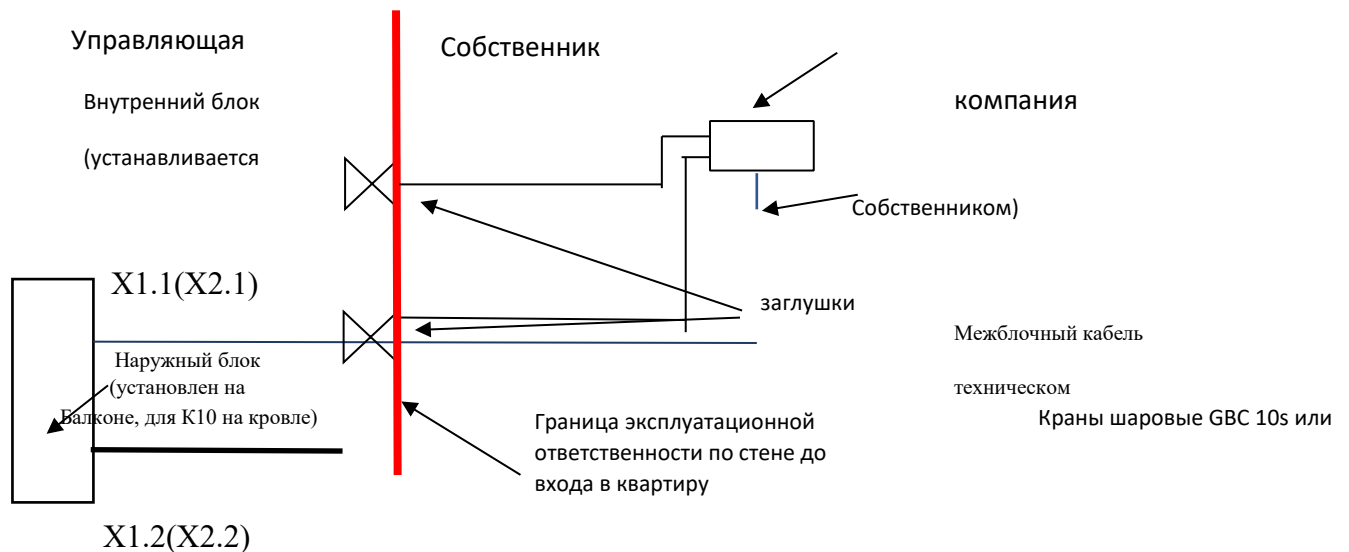 Управляющая Собственник
Внутренний блок компания
(устанавливается
Собственником)
X1.1(X2.1)
заглушки
Межблочный кабель
Наружный блок
(установлен на техническом
Балконе, для К10 на кровле)
Граница эксплуатационной Краны шаровые GBC 10s или
ответственности по стене до
входа в квартиру
X1.2(X2.2)